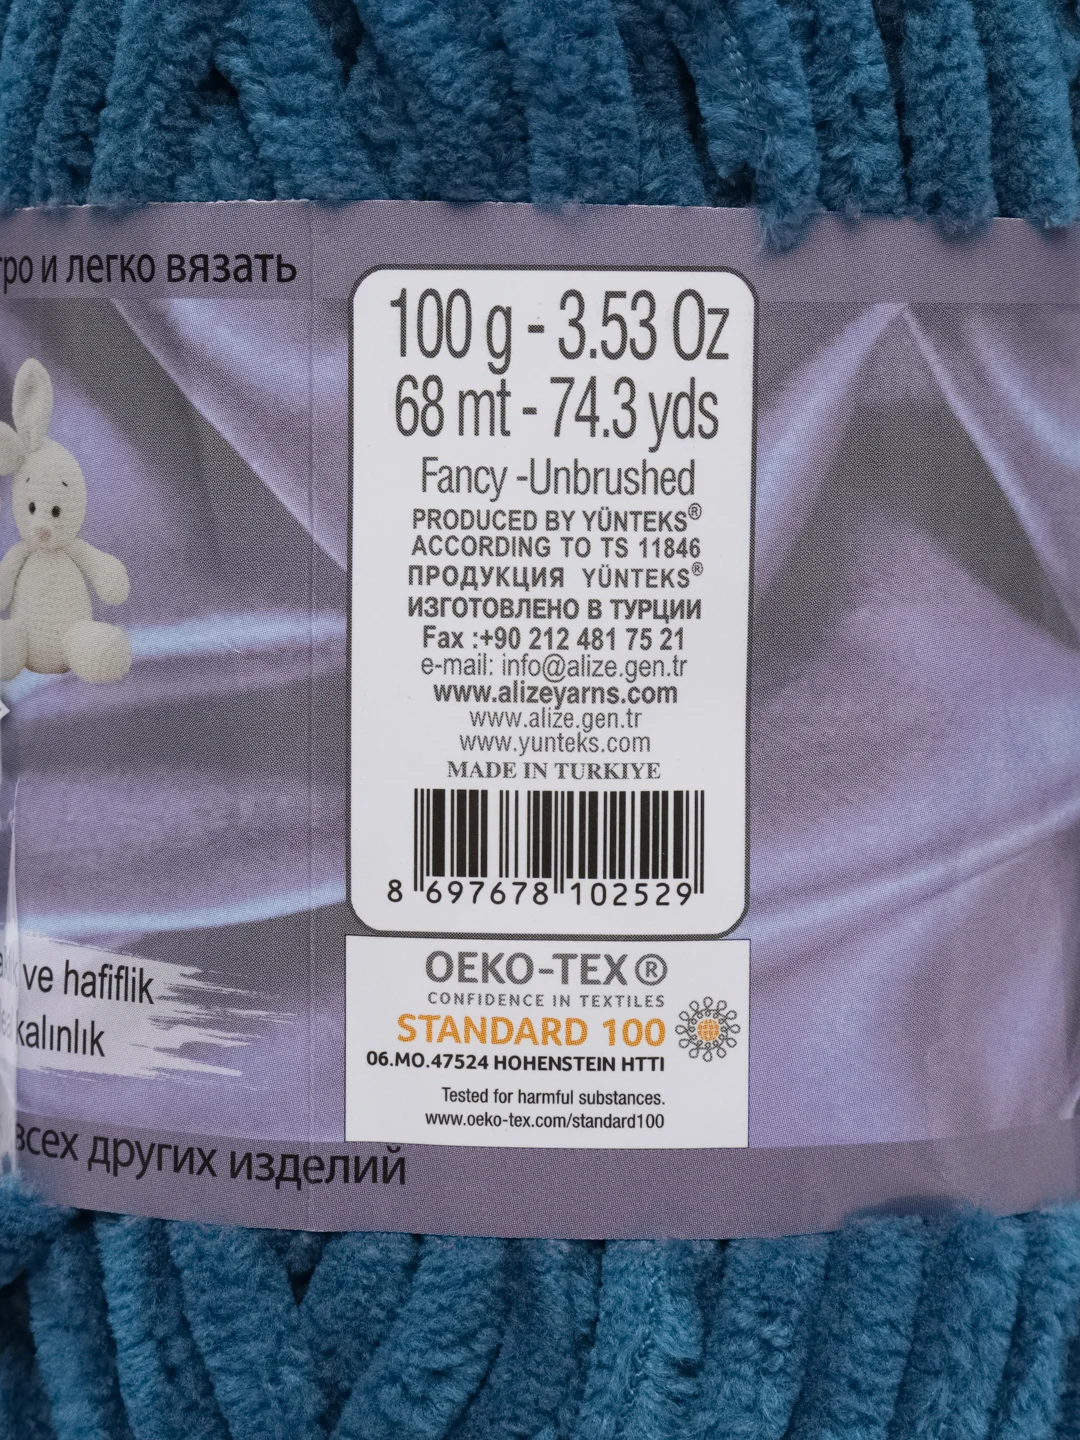 и легко вязать
100 g - 3.53 Oz
68 mt - 74.3 yds
Fancy -Unbrushed
PRODUCED BY YÜNTEKS®
ACCORDING TO TS 11846
ПРОДУКЦИЯ YÜNTEKS®
ИЗГОТОВЛЕНО В ТУРЦИИ
Fax :+90 212 481 75 21
e-mail: info@alize.gen.tr
www.alizeyarns.com
www.alize.gen.tr
www.yunteks.com
MADE IN TURKIYE
8 697678 102529
ve hafiflik
kalınlık
OEKO-TEX®
CONFIDENCE IN TEXTILES
STANDARD 100
06.MO.47524 HOHENSTEIN HTTI
Tested for harmful substances.
www.oeko-tex.com/standard100
всех других изделий